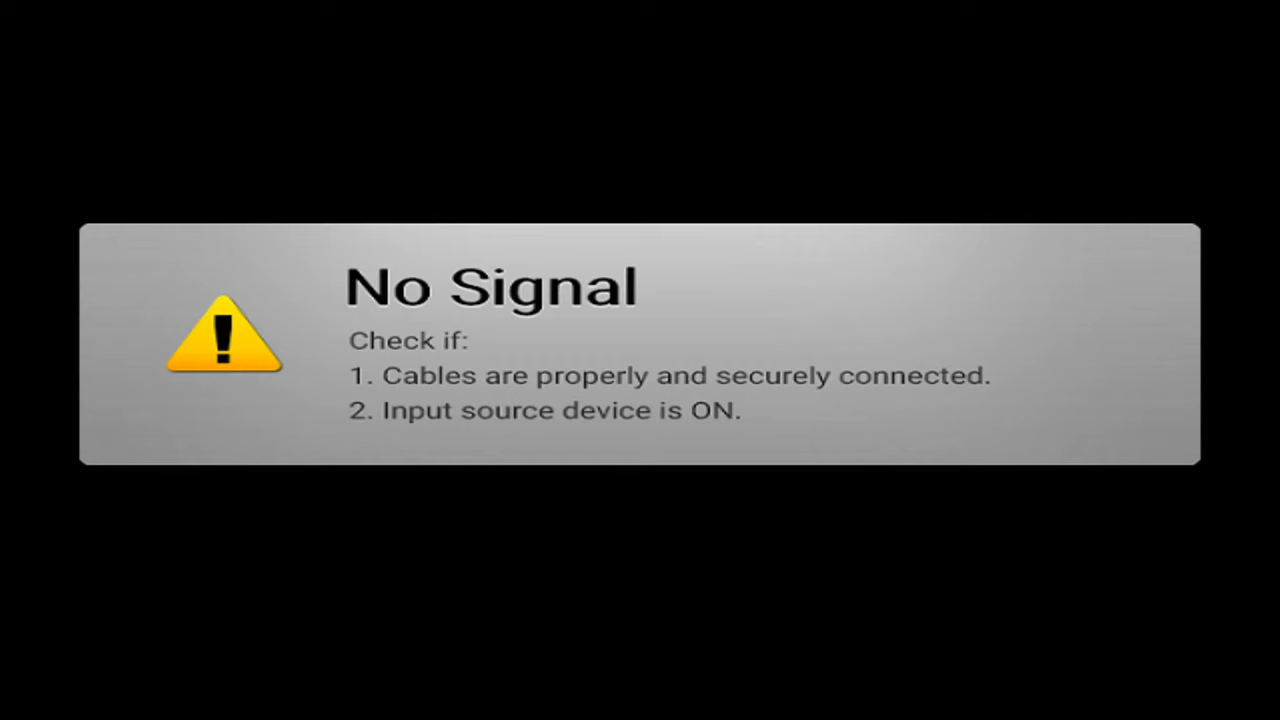 No Signal
Check if:
1. Cables are properly and securely connected.
2. Input source device is ON.